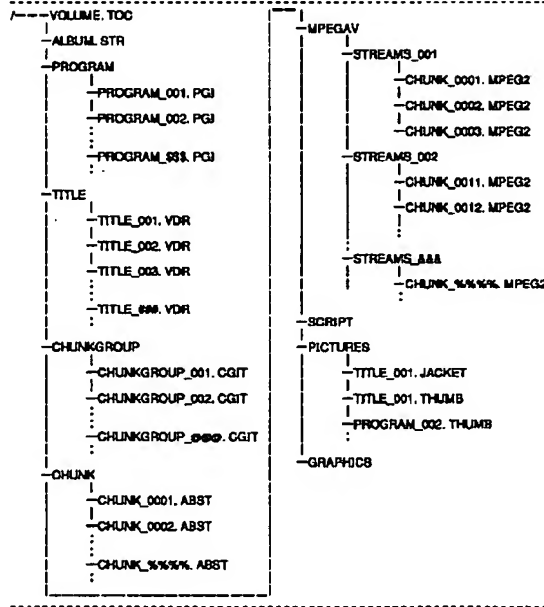 /---VOLUME. TOC
ALBUM. STR
PROGRAM
PROGRAM_001. PGI
PROGRAM_002. PGI
PROGRAM_$$$. PGI
TITLE
TITLE_001. VDR
TITLE_002. VDR
TITLE_003. VDR
TITLE_###. VDR
CHUNKGROUP
CHUNKGROUP_001. CGIT
CHUNKGROUP_002. CGIT
CHUNKGROUP_@@@. CGIT
CHUNK
CHUNK_0001. ABST
CHUNK_0002. ABST
CHUNK_%%%%. ABST
MPEGAV
STREAMS_001
CHUNK_0001. MPEG2
CHUNK_0002. MPEG2
CHUNK_0003. MPEG2
STREAMS_002
CHUNK_0011. MPEG2
CHUNK_0012. MPEG2
STREAMS_&&&
CHUNK_%%%%. MPEG2
SCRIPT
PICTURES
TITLE_001. JACKET
TITLE_001. THUMB
PROGRAM_002. THUMB
GRAPHICS